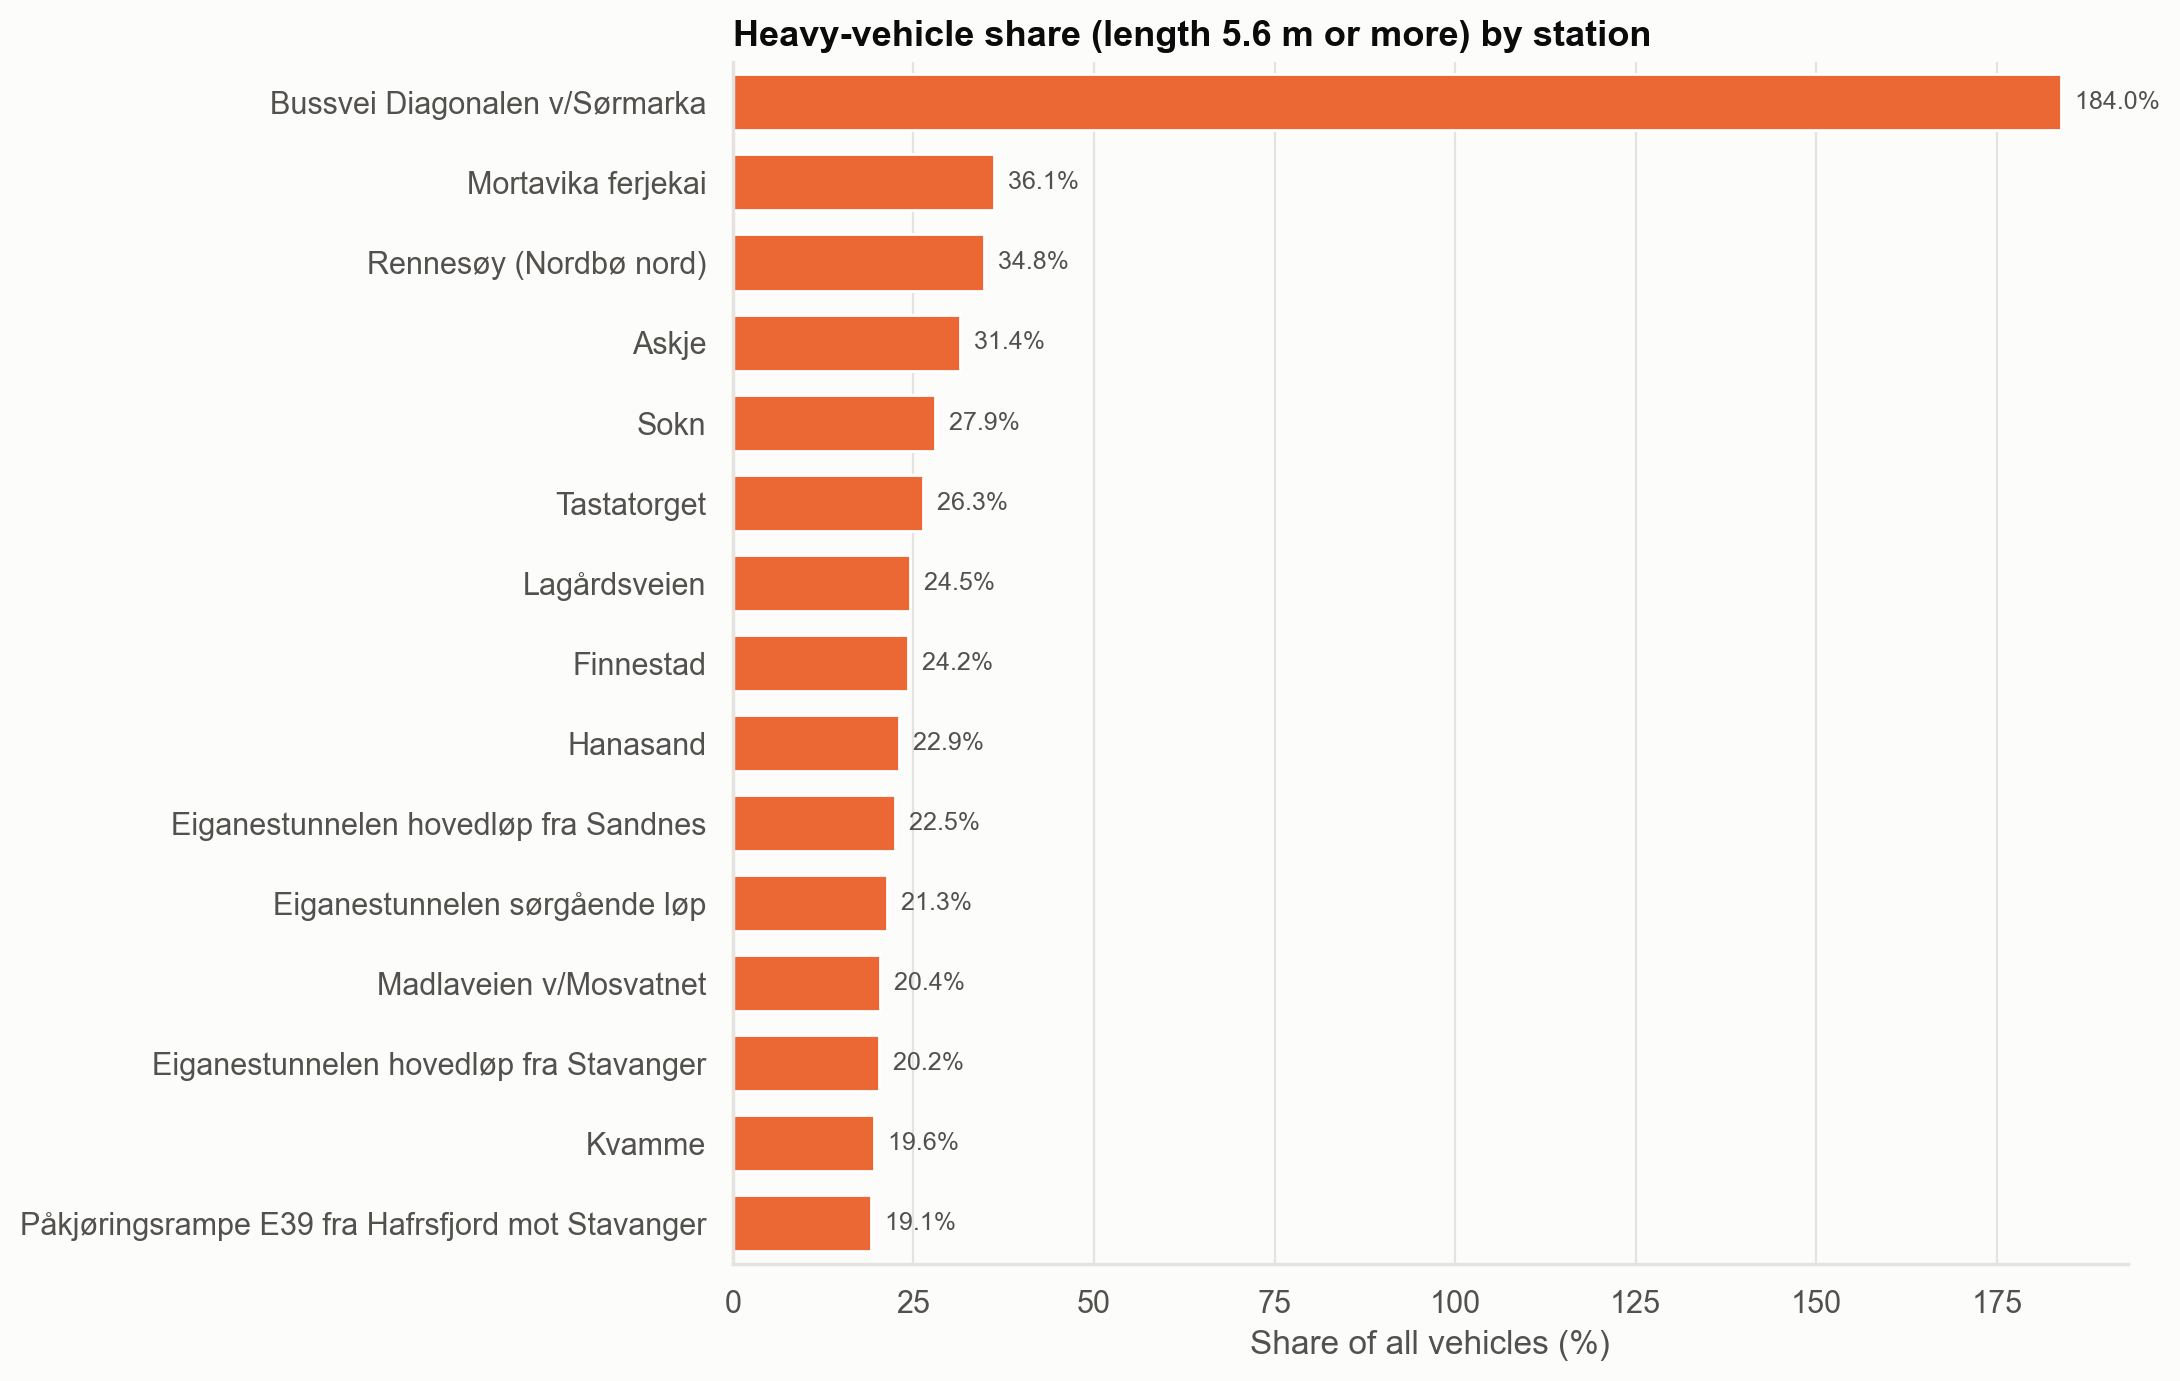 Heavy-vehicle share (length 5.6 m or more) by station
Bussvei Diagonalen v/Sørmarka 184.0%
Mortavika ferjekai 36.1%
Rennesøy (Nordbø nord) 34.8%
Askje 31.4%
Sokn 27.9%
Tastatorget 26.3%
Lagårdsveien 24.5%
Finnestad 24.2%
Hanasand 22.9%
Eiganestunnelen hovedløp fra Sandnes 22.5%
Eiganestunnelen sørgående løp 21.3%
Madlaveien v/Mosvatnet 20.4%
Eiganestunnelen hovedløp fra Stavanger 20.2%
Kvamme 19.6%
Påkjøringsrampe E39 fra Hafrsfjord mot Stavanger 19.1%
0 25 50 75 100 125 150 175
Share of all vehicles (%)